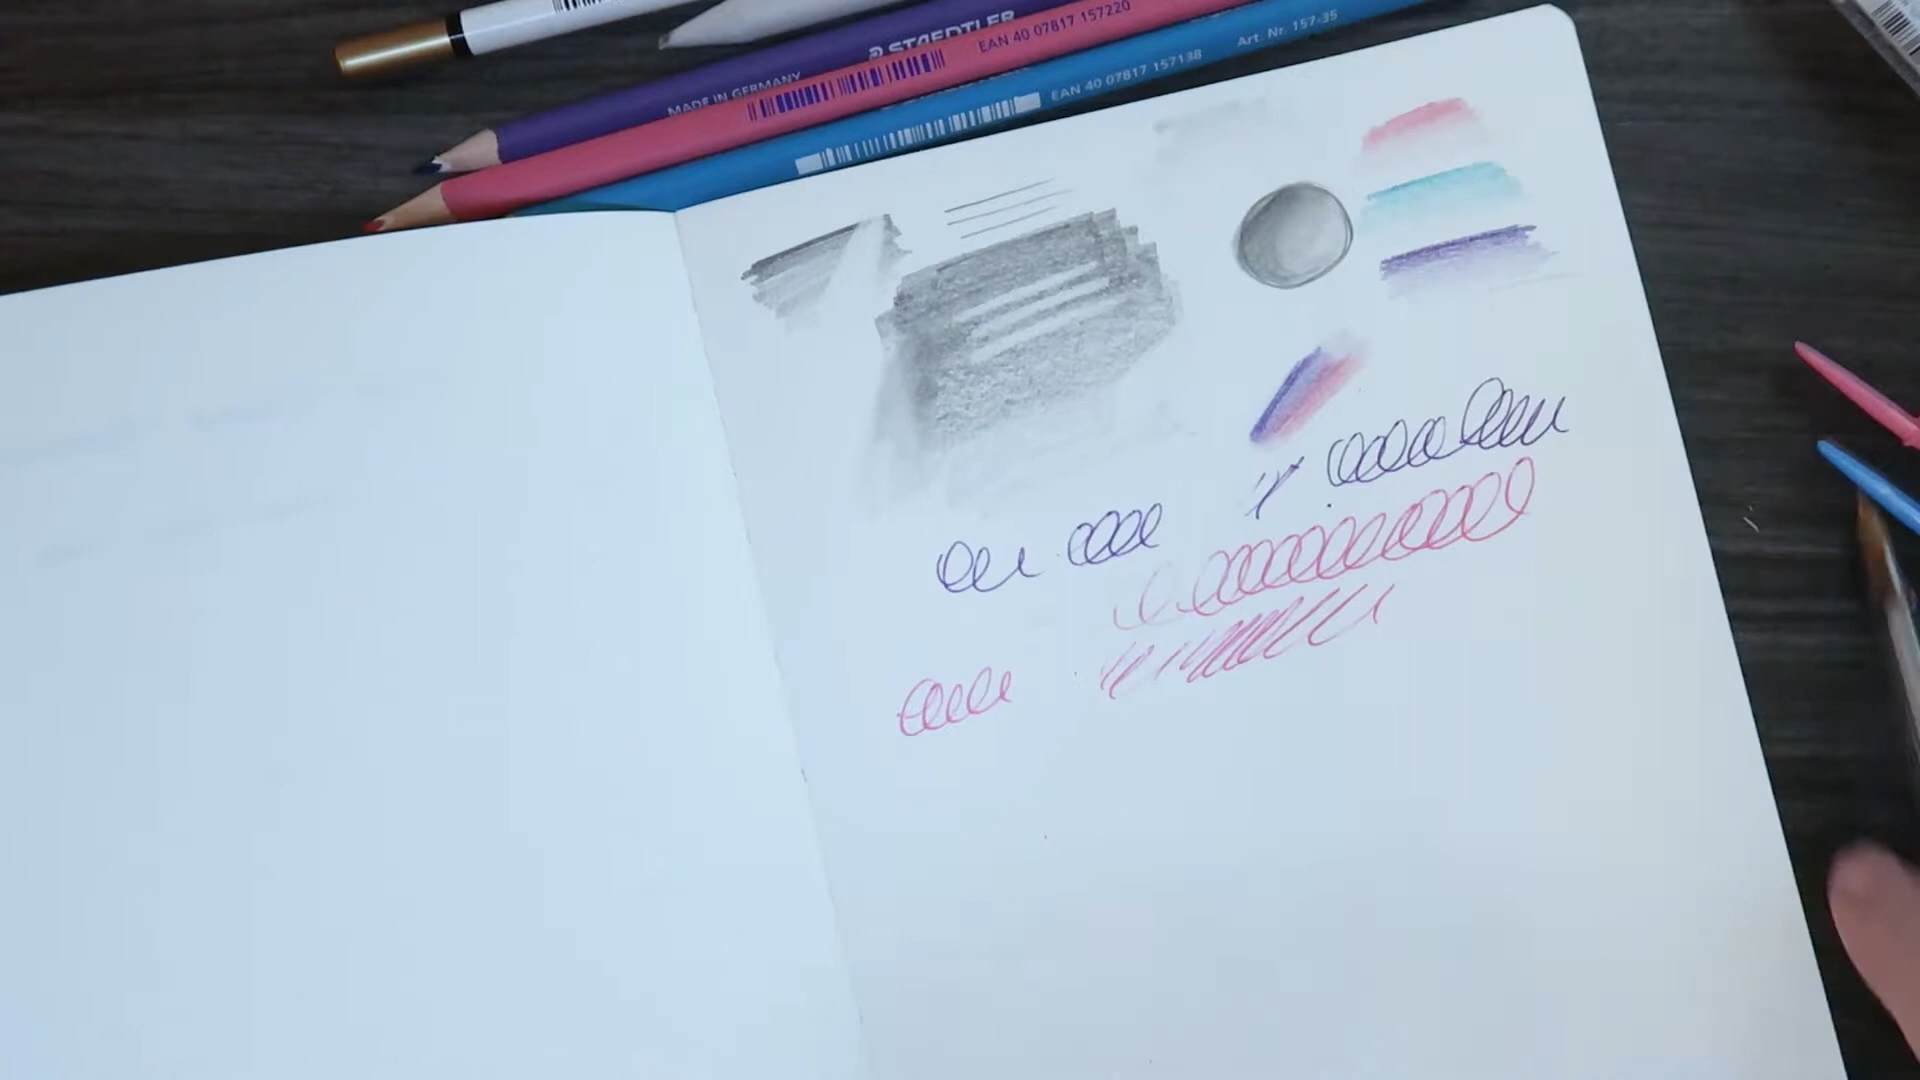 STAEDTLER
MADE IN GERMANY
EAN 40 07817 157220
EAN 40 07817 157138 Art. Nr. 157-35